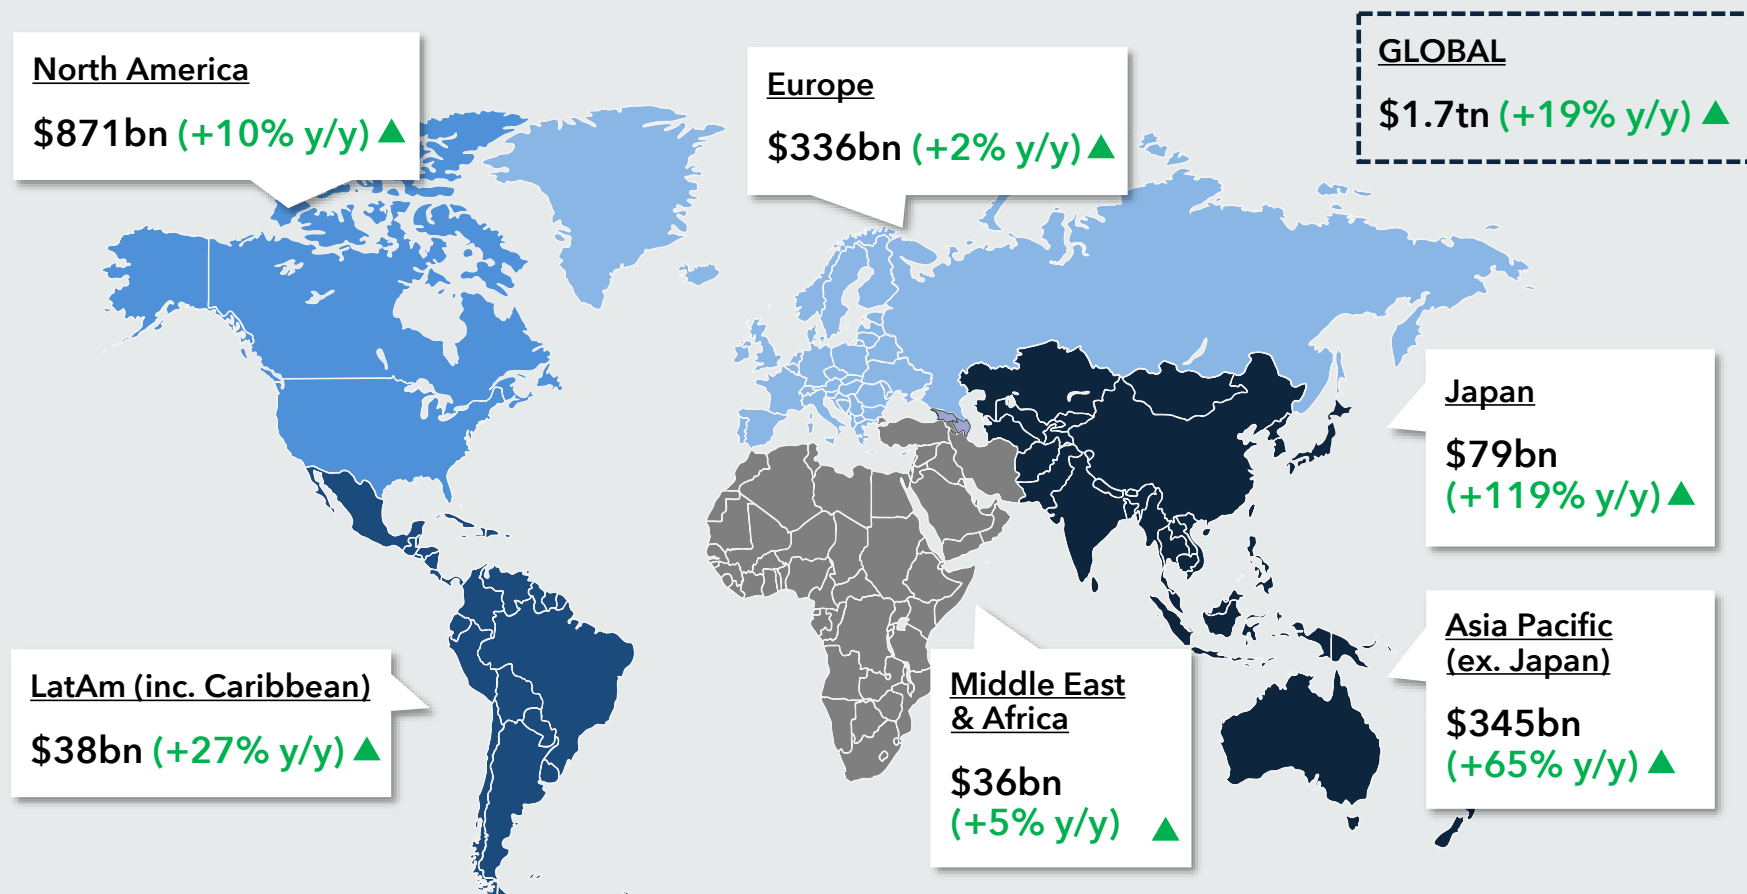 North America
$871bn (+10% y/y) ▲
Europe
$336bn (+2% y/y) ▲
GLOBAL
$1.7tn (+19% y/y) ▲
Japan
$79bn
(+119% y/y) ▲
LatAm (inc. Caribbean)
$38bn (+27% y/y) ▲
Middle East
& Africa
$36bn
(+5% y/y) ▲
Asia Pacific
(ex. Japan)
$345bn
(+65% y/y) ▲